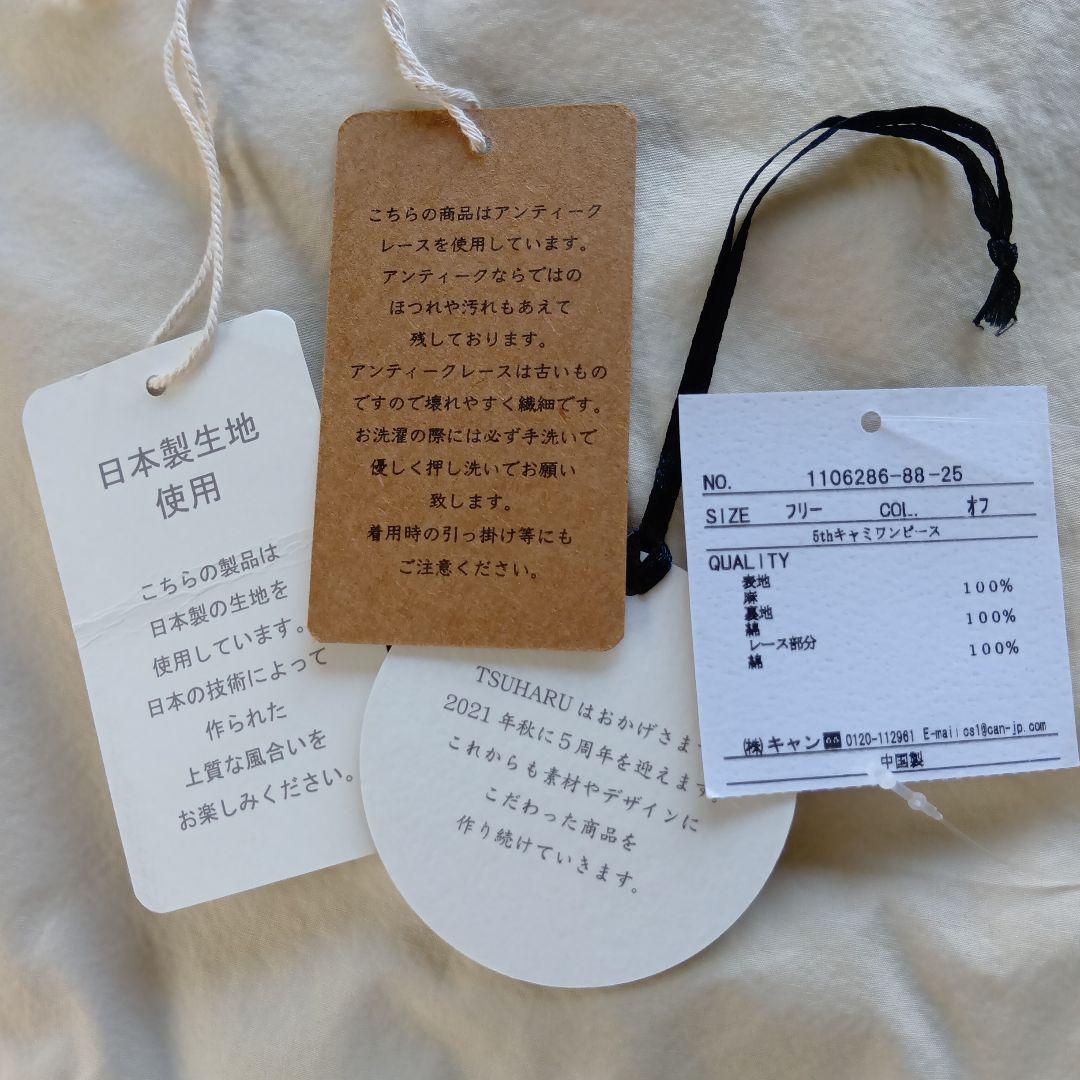 日本製生地
使用
こちらの製品は
日本製の生地を
使用しています。
日本の技術によって
作られた
上質な風合いを
お楽しみください。
こちらの商品はアンティーク
レースを使用しています。
アンティークならではの
ほつれや汚れもあえて
残しております。
アンティークレースは古いもの
ですので壊れやすく繊細です。
お洗濯の際には必ず手洗いで
優しく押し洗いでお願い
致します。
着用時の引っ掛け等にも
ご注意ください。
TSUHARUはおかげさま
2021年秋に5周年を迎えます。
これからも素材やデザインに
こだわった商品を
作り続けていきます。
NO. 1106286-88-25
SIZE フリー COL. オフ
5thキャミワンピース
QUALITY
表地
麻 100%
裏地
綿 100%
レース部分
綿 100%
㈱キャン 0120-112961 E-mail:cs1@can-jp.com
中国製